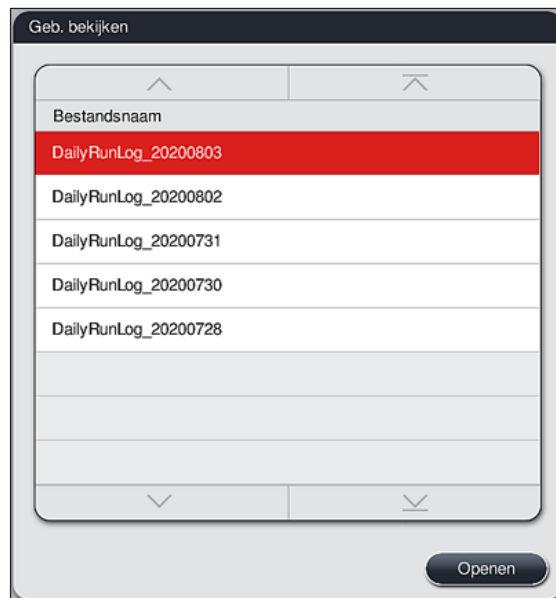 Geb. bekijken
Bestandsnaam
DailyRunLog_20200803
DailyRunLog_20200802
DailyRunLog_20200731
DailyRunLog_20200730
DailyRunLog_20200728
Openen